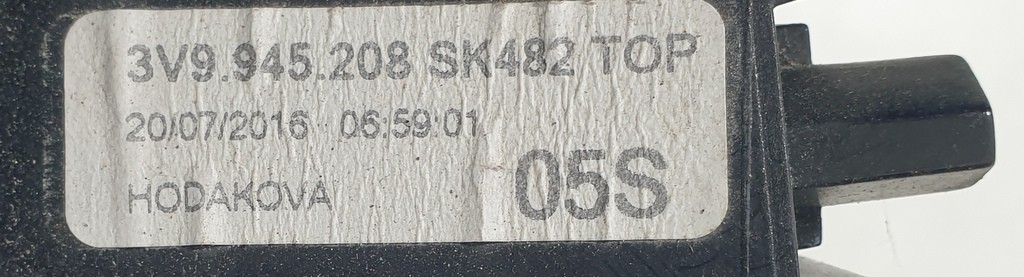 3V9.945.208 SK482 TOP
20/07/2016 06:59:01
HODAKOVA 05S